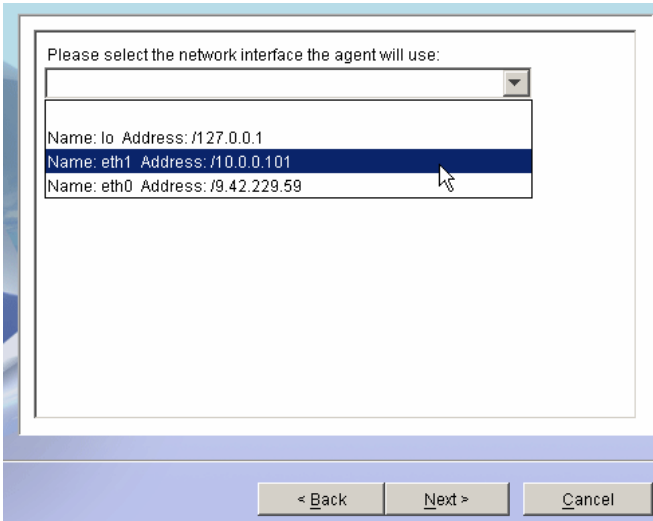 Please select the network interface the agent will use:
Name: lo Address: /127.0.0.1
Name: eth1 Address: /10.0.0.101
Name: eth0 Address: /9.42.229.59
< Back Next > Cancel